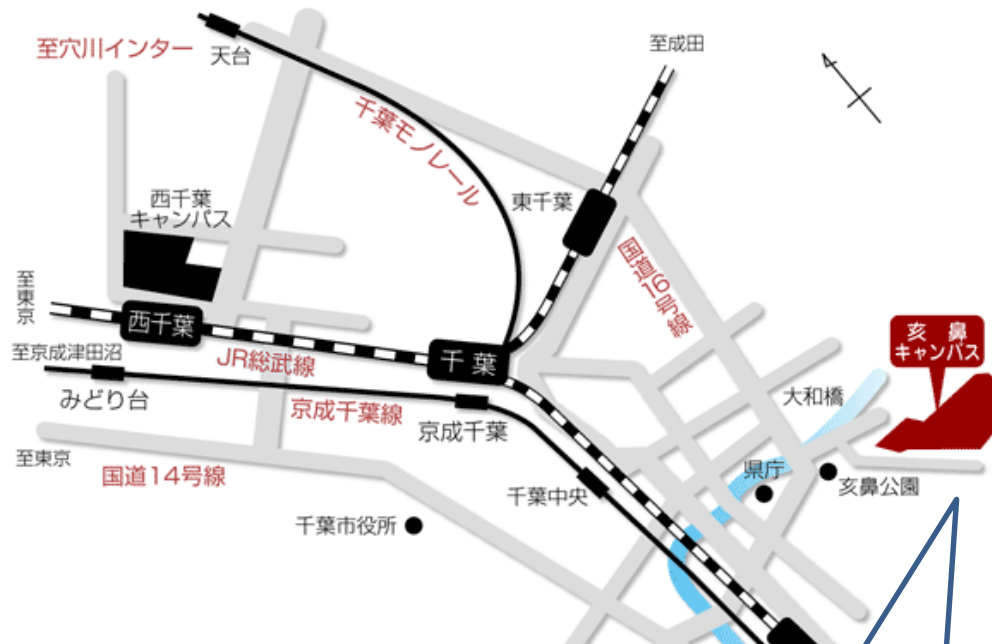 至穴川インター
天台
至成田
千葉モノレール
西千葉
キャンパス
東千葉
国道16号線
至東京
西千葉
千葉
亥鼻
キャンパス
至京成津田沼
JR総武線
みどり台
京成千葉線
京成千葉
大和橋
至東京
国道14号線
県庁
亥鼻公園
千葉中央
千葉市役所